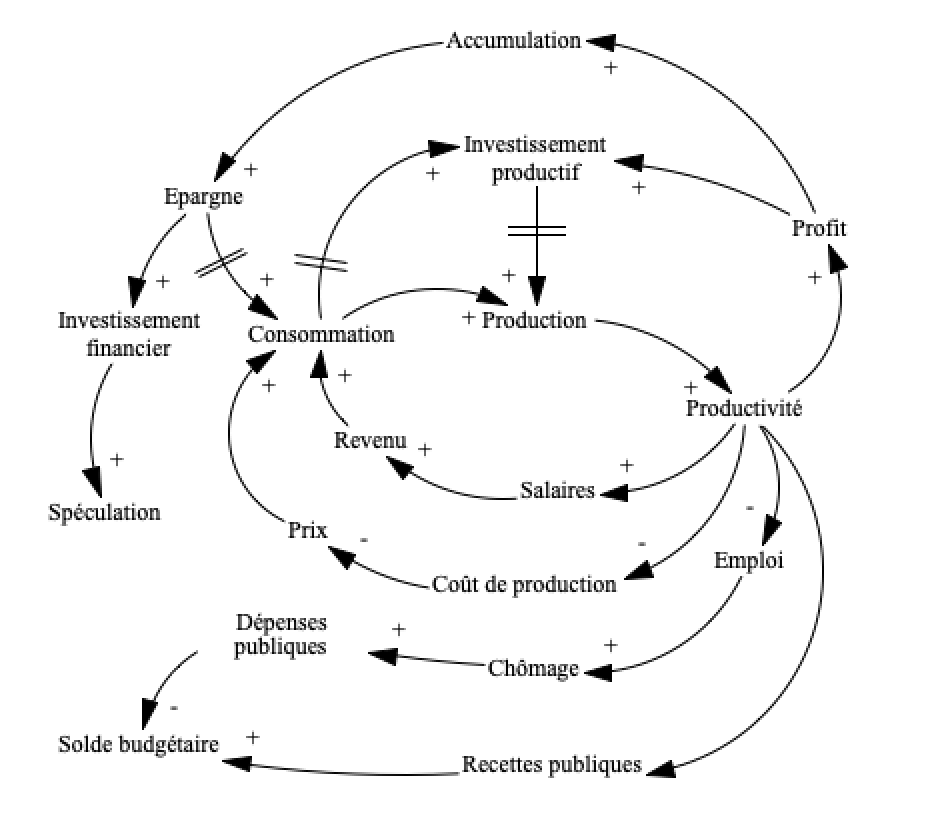 Accumulation
+
Investissement
productif
+
+
+
Epargne
Profit
+
+
+
+
Investissement
financier
Consommation
+ Production
+
+
+
Productivité
Revenu
+
+
+
Salaires
Spéculation
-
Prix
-
-
Emploi
Coût de production
Dépenses
publiques
+
+
Chômage
-
Solde budgétaire
+
Recettes publiques